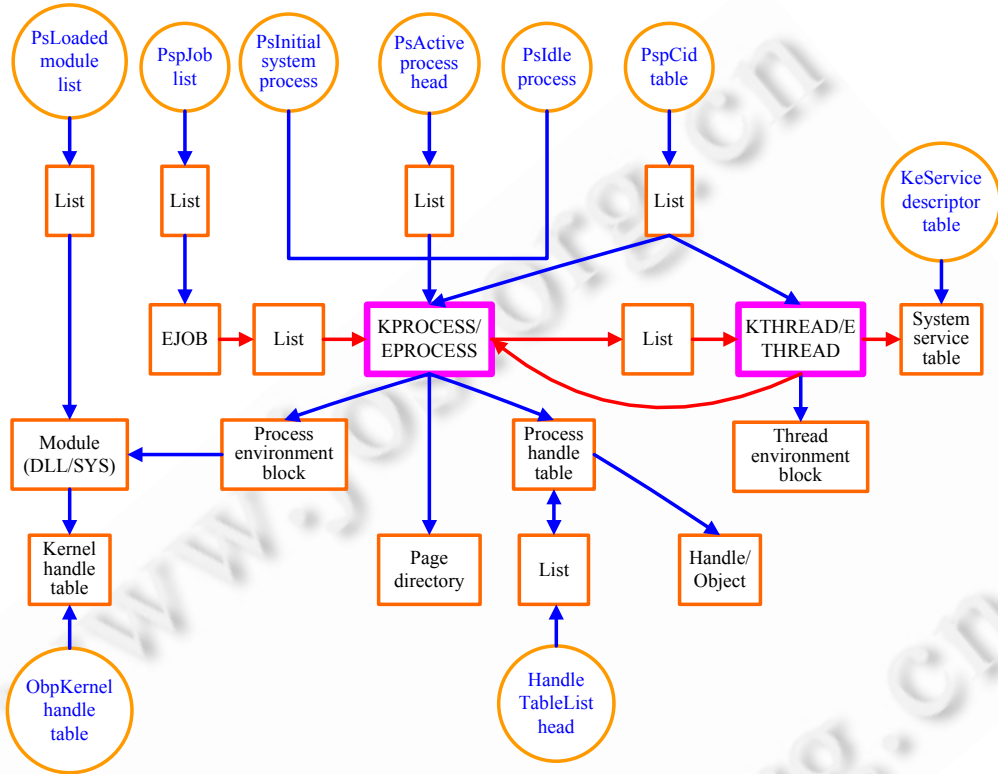 PsLoaded
module
list
PspJob
list
PsInitial
system
process
PsActive
process
head
PsIdle
process
PspCid
table
KeService
descriptor
table
List
List
List
List
EJOB
List
KPROCESS/
EPROCESS
List
KTHREAD/E
THREAD
System
service
table
Module
(DLL/SYS)
Process
environment
block
Process
handle
table
Thread
environment
block
Kernel
handle
table
Page
directory
List
Handle/
Object
ObpKernel
handle
table
Handle
TableList
head
www.jos.org.cn